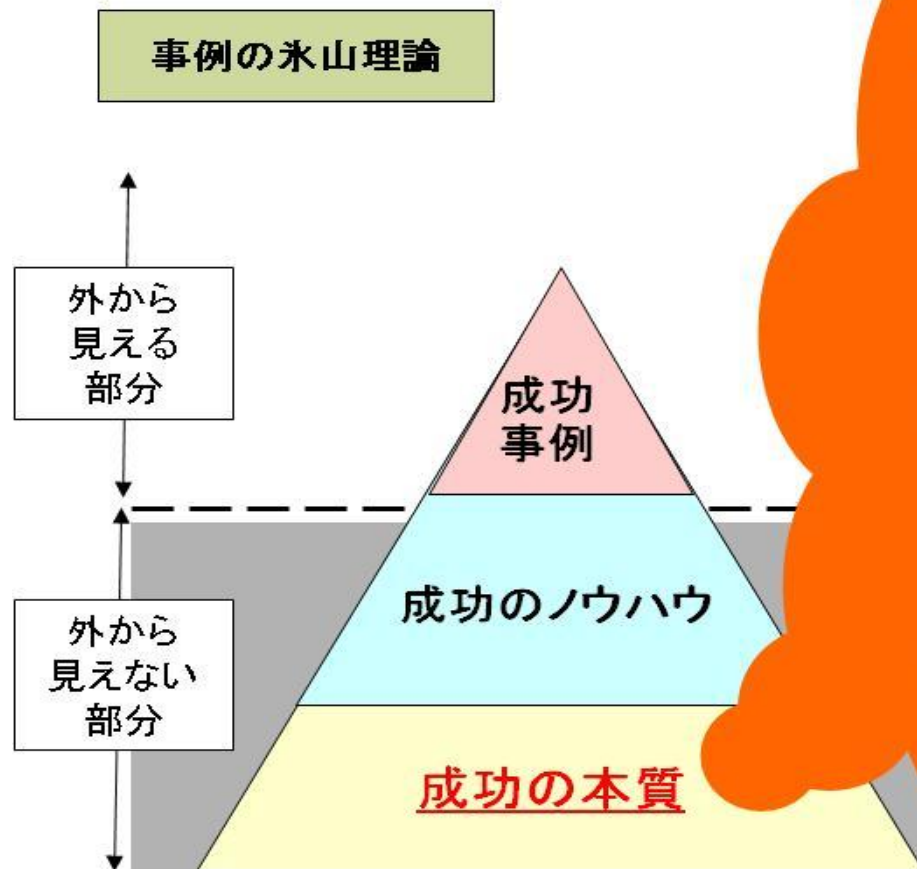 事例の氷山理論
外から
見える
部分
成功
事例
成功のノウハウ
外から
見えない
部分
成功の本質